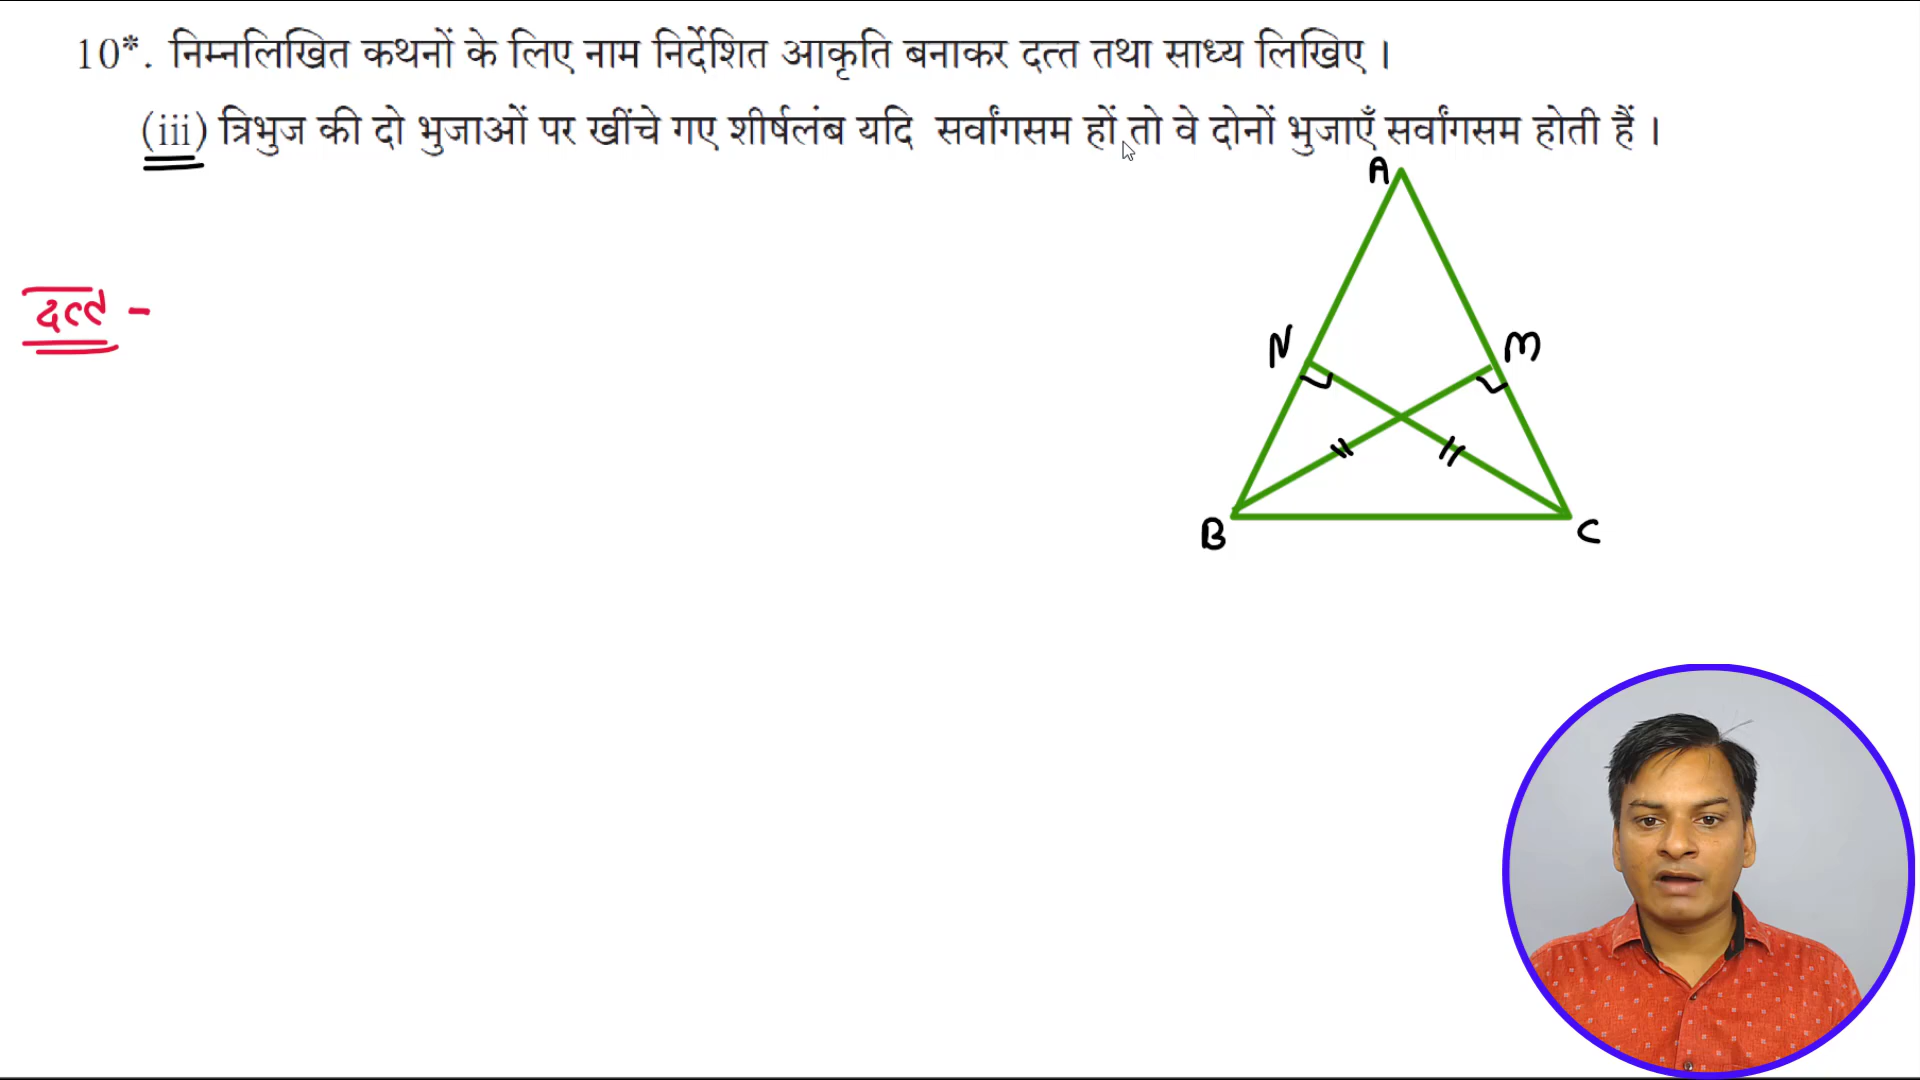 10*. निम्नलिखित कथनों के लिए नाम निर्देशित आकृति बनाकर दत्त तथा साध्य लिखिए ।
(iii) त्रिभुज की दो भुजाओं पर खींचे गए शीर्षलंब यदि सर्वांगसम हों तो वे दोनों भुजाएँ सर्वांगसम होती हैं ।
A
दत्त -
N M
B C